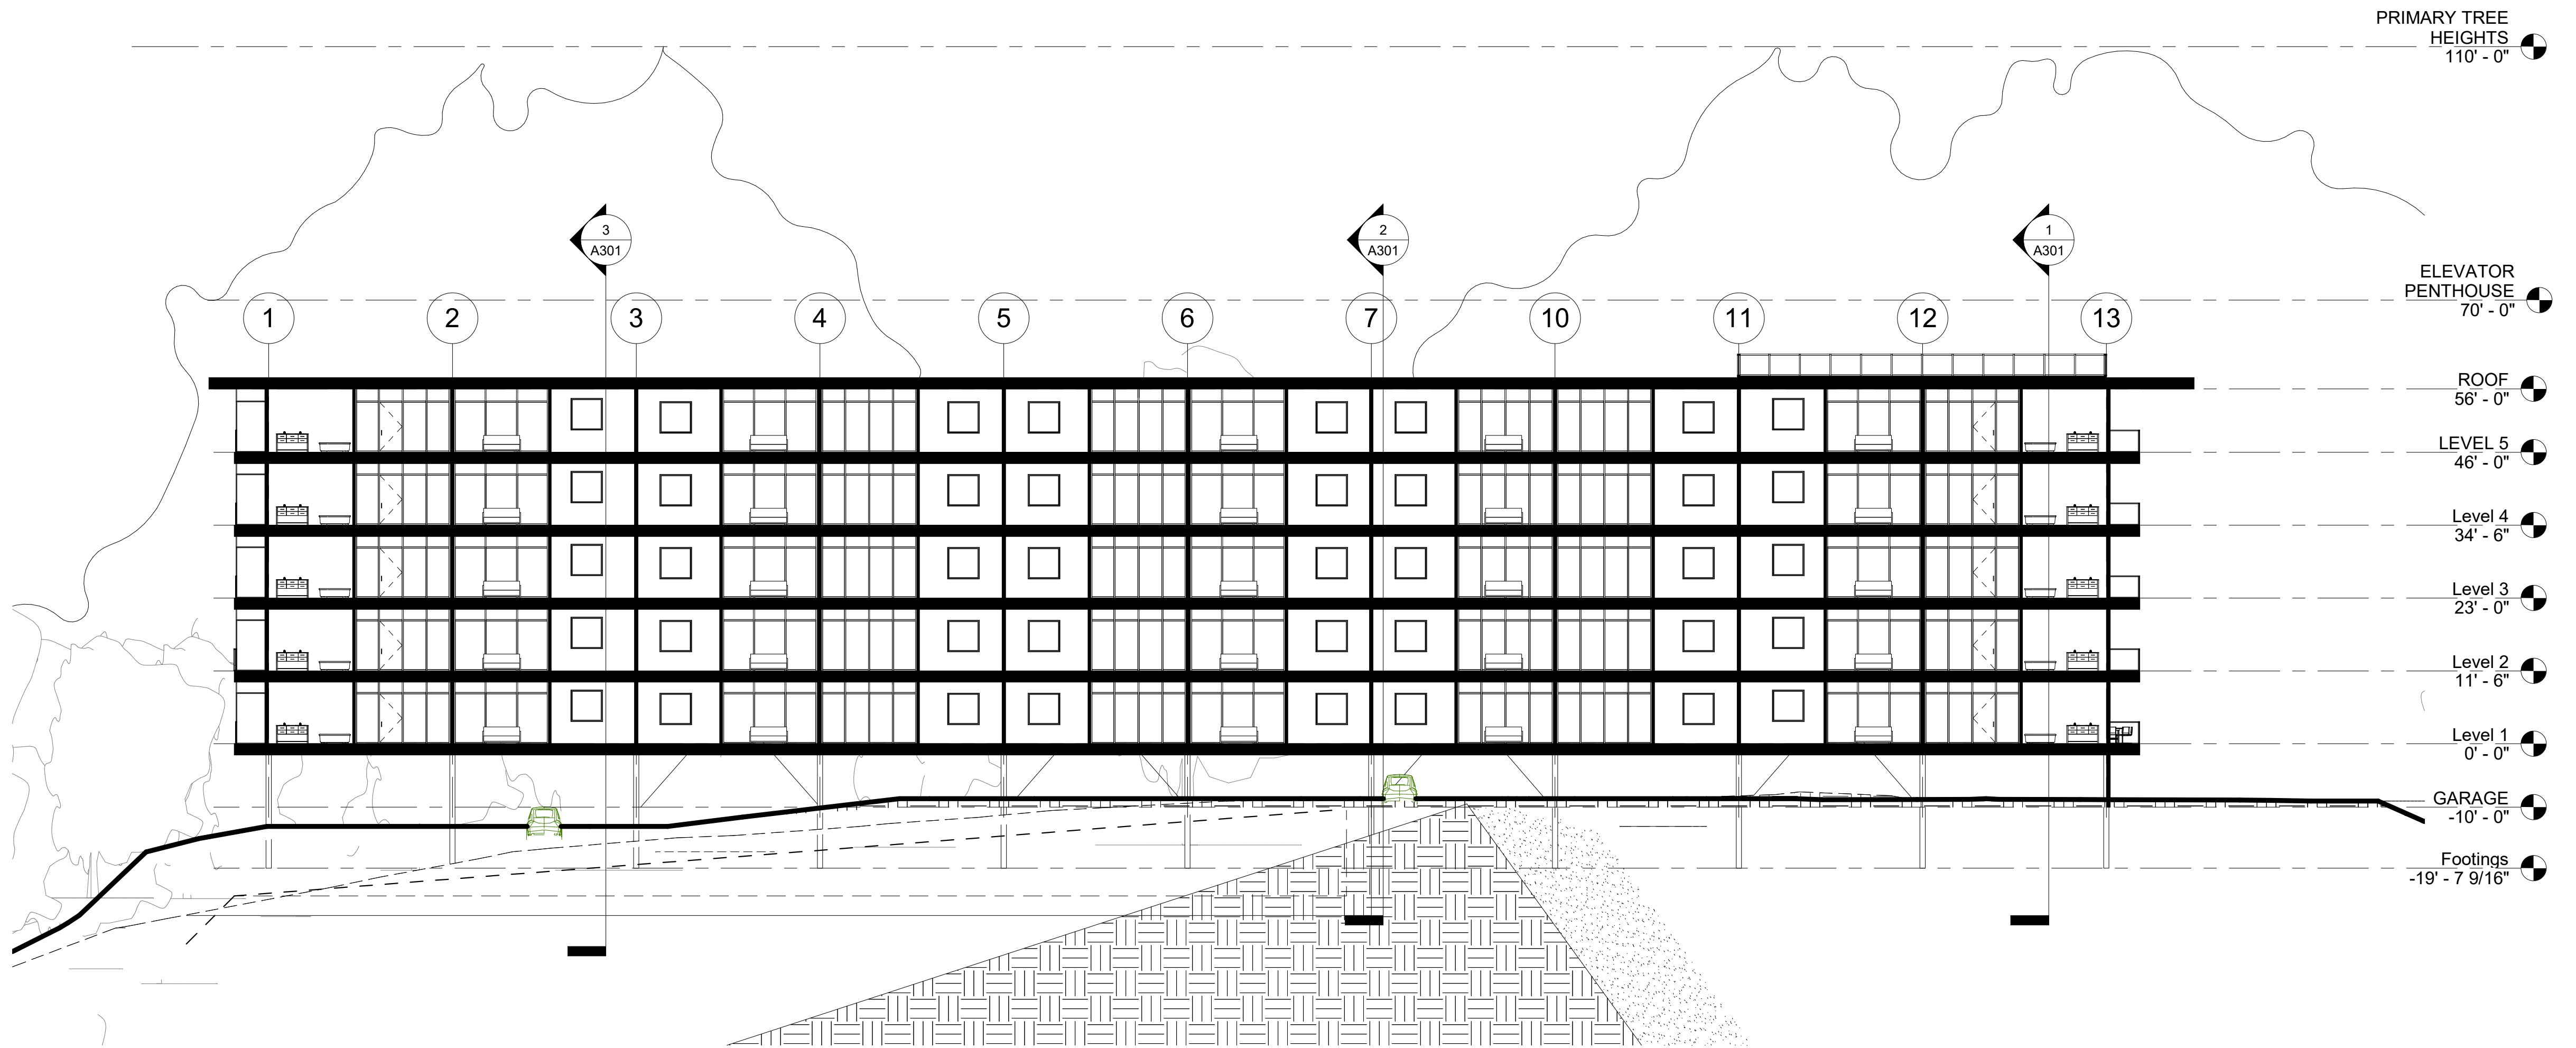 PRIMARY TREE
HEIGHTS
110' - 0"
3
A301
2
A301
1
A301
ELEVATOR
PENTHOUSE
70' - 0"
1
2
3
4
5
6
7
10
11
12
13
ROOF
56' - 0"
LEVEL 5
46' - 0"
Level 4
34' - 6"
Level 3
23' - 0"
Level 2
11' - 6"
Level 1
0' - 0"
GARAGE
-10' - 0"
Footings
-19' - 7 9/16"